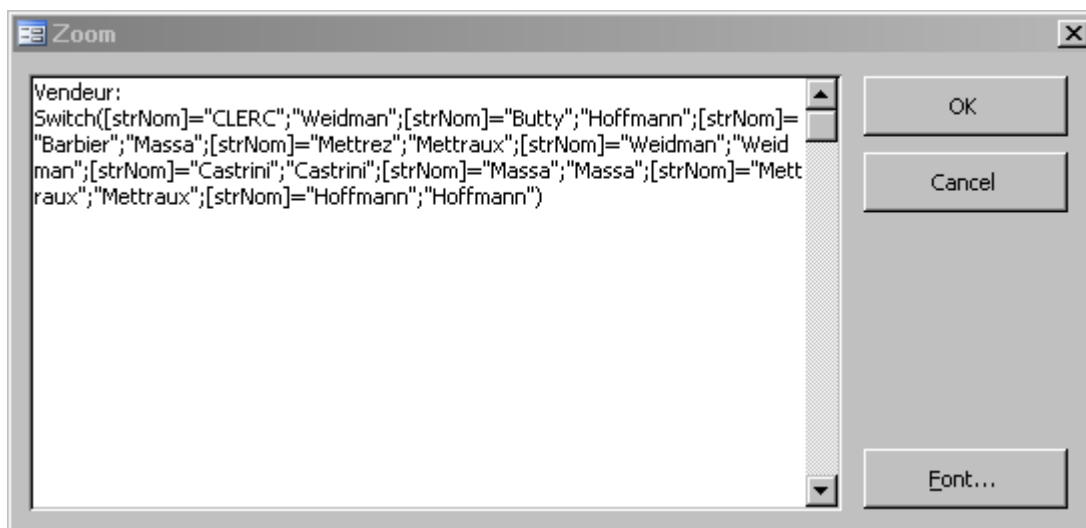 Zoom
Vendeur:
Switch([strNom]="CLERC";"Weidman";[strNom]="Butty";"Hoffmann";[strNom]=
"Barbier";"Massa";[strNom]="Mettrez";"Mettraux";[strNom]="Weidman";"Weid
man";[strNom]="Castrini";"Castrini";[strNom]="Massa";"Massa";[strNom]="Mett
raux";"Mettraux";[strNom]="Hoffmann";"Hoffmann")
OK
Cancel
Font...